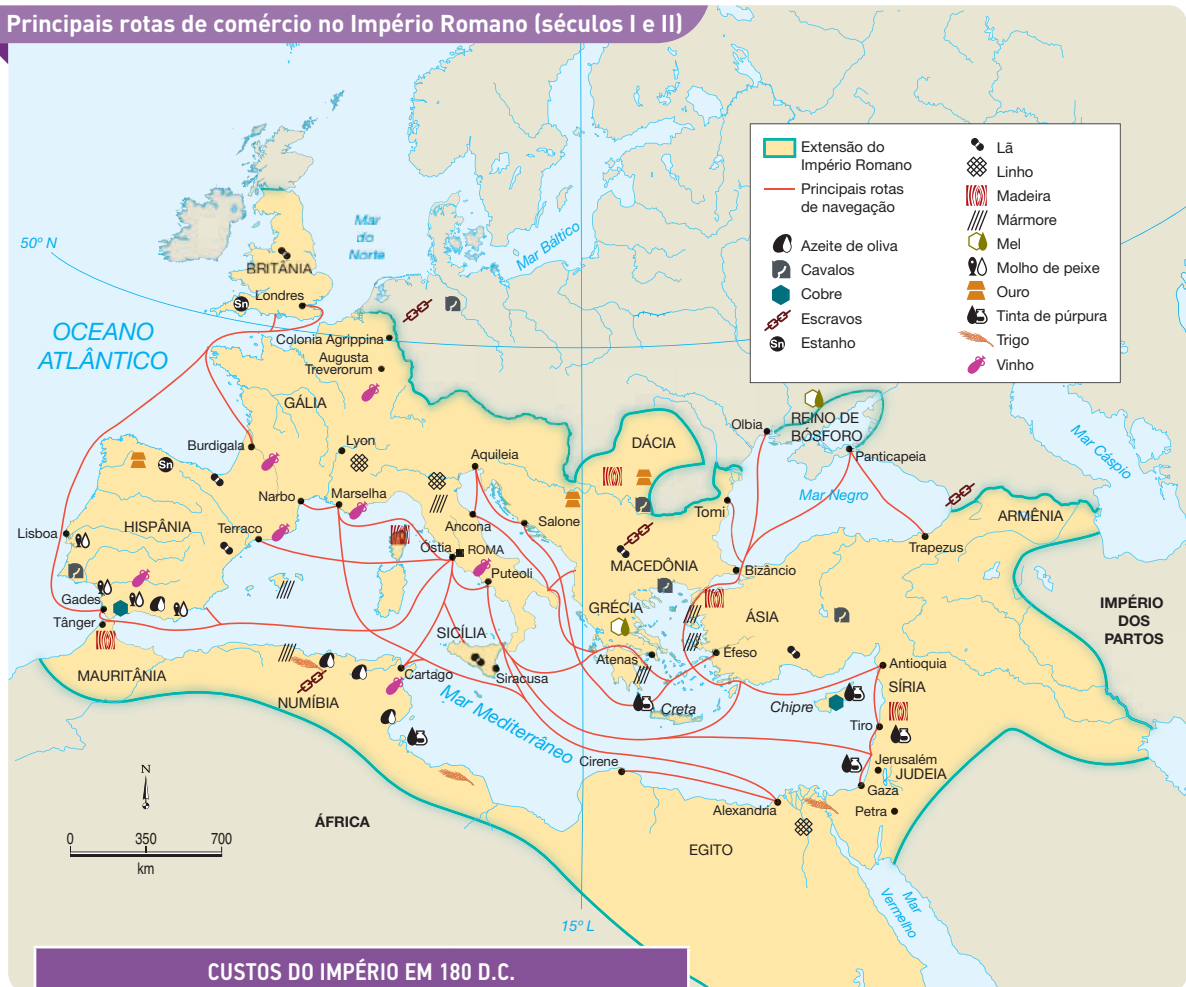 Principais rotas de comércio no Império Romano (séculos I e II)
Extensão do
Império Romano
Principais rotas
de navegação
Azeite de oliva
Cavalos
Cobre
Escravos
Sn
Estanho
Lã
Linho
Madeira
Mármore
Mel
Molho de peixe
Ouro
Tinta de púrpura
Trigo
Vinho
50º N
Mar
do
Norte
Mar Báltico
BRITÂNIA
Londres
Sn
OCEANO
ATLÂNTICO
Colonia Agrippina
Augusta
Treverorum
GÁLIA
Burdigala
Lyon
Aquileia
DÁCIA
Olbia
REINO DE
BÓSFORO
Panticapeia
Mar Cáspio
Sn
Narbo
Marselha
Mar Negro
HISPÂNIA
Terraco
Ancona
Salone
Tomi
ARMÊNIA
Lisboa
Óstia
ROMA
Trapezus
Puteoli
MACEDÔNIA
Bizâncio
Gades
Tânger
GRÉCIA
ÁSIA
IMPÉRIO
DOS
PARTOS
SICÍLIA
Atenas
Éfeso
MAURITÂNIA
Cartago
Siracusa
Antioquia
NUMÍBIA
SÍRIA
Mar Mediterrâneo
Creta
Chipre
Tiro
Cirene
Jerusalém
JUDEIA
Gaza
Alexandria
Petra
N
0 350 700
km
ÁFRICA
EGITO
Mar
Vermelho
15º L
CUSTOS DO IMPÉRIO EM 180 D.C.